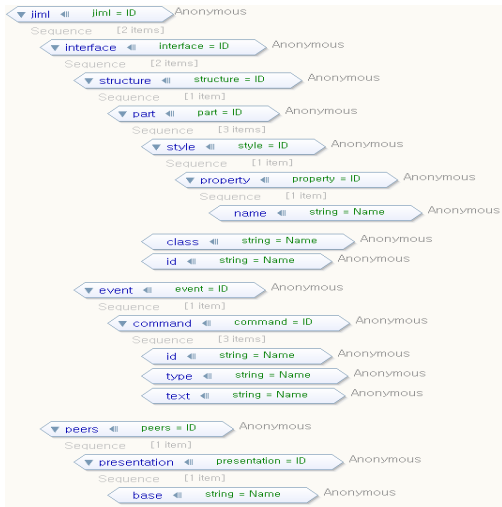 jiml jiml = ID Anonymous
Sequence [2 items]
interface interface = ID Anonymous
Sequence [2 items]
structure structure = ID Anonymous
Sequence [1 item]
part part = ID Anonymous
Sequence [3 items]
style style = ID Anonymous
Sequence [1 item]
property property = ID Anonymous
Sequence [1 item]
name string = Name Anonymous
class string = Name Anonymous
id string = Name Anonymous
event event = ID Anonymous
Sequence [1 item]
command command = ID Anonymous
Sequence [3 items]
id string = Name Anonymous
type string = Name Anonymous
text string = Name Anonymous
peers peers = ID Anonymous
Sequence [1 item]
presentation presentation = ID Anonymous
Sequence [1 item]
base string = Name Anonymous